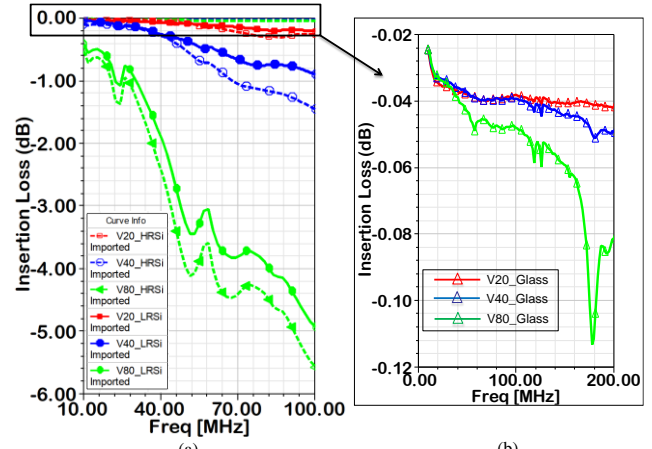 0.00
-1.00
-2.00
-3.00
-4.00
-5.00
-6.00
Insertion Loss (dB)
Curve Info
V20_HRSi
Imported
V40_HRSi
Imported
V80_HRSi
Imported
V20_LRSi
Imported
V40_LRSi
Imported
V80_LRSi
Imported
10.00 40.00 70.00 100.00
Freq [MHz]
(a)
-0.02
-0.04
-0.06
-0.08
-0.10
-0.12
Insertion Loss (dB)
V20_Glass
V40_Glass
V80_Glass
0.00 100.00 200.00
Freq [MHz]
(b)